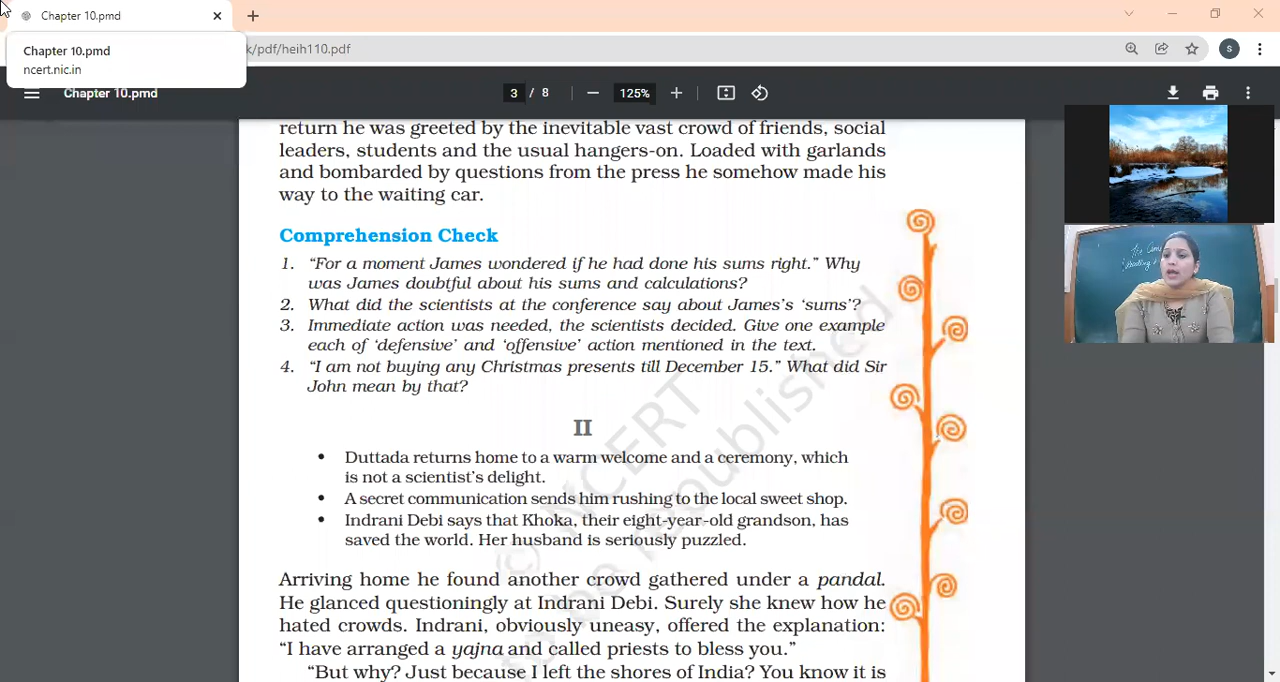 Chapter 10.pmd
Chapter 10.pmd
ncert.nic.in
k/pdf/heih110.pdf
S
Chapter 10.pmd
3 / 8
125%
return he was greeted by the inevitable vast crowd of friends, social
leaders, students and the usual hangers-on. Loaded with garlands
and bombarded by questions from the press he somehow made his
way to the waiting car.
Comprehension Check
1. “For a moment James wondered if he had done his sums right.” Why
was James doubtful about his sums and calculations?
2. What did the scientists at the conference say about James’s ‘sums’?
3. Immediate action was needed, the scientists decided. Give one example
each of ‘defensive’ and ‘offensive’ action mentioned in the text.
4. “I am not buying any Christmas presents till December 15.” What did Sir
John mean by that?
II
• Duttada returns home to a warm welcome and a ceremony, which
is not a scientist’s delight.
• A secret communication sends him rushing to the local sweet shop.
• Indrani Debi says that Khoka, their eight-year-old grandson, has
saved the world. Her husband is seriously puzzled.
Arriving home he found another crowd gathered under a pandal.
He glanced questioningly at Indrani Debi. Surely she knew how he
hated crowds. Indrani, obviously uneasy, offered the explanation:
“I have arranged a yajna and called priests to bless you.”
“But why? Just because I left the shores of India? You know it is
© NCERT
to be republished
The